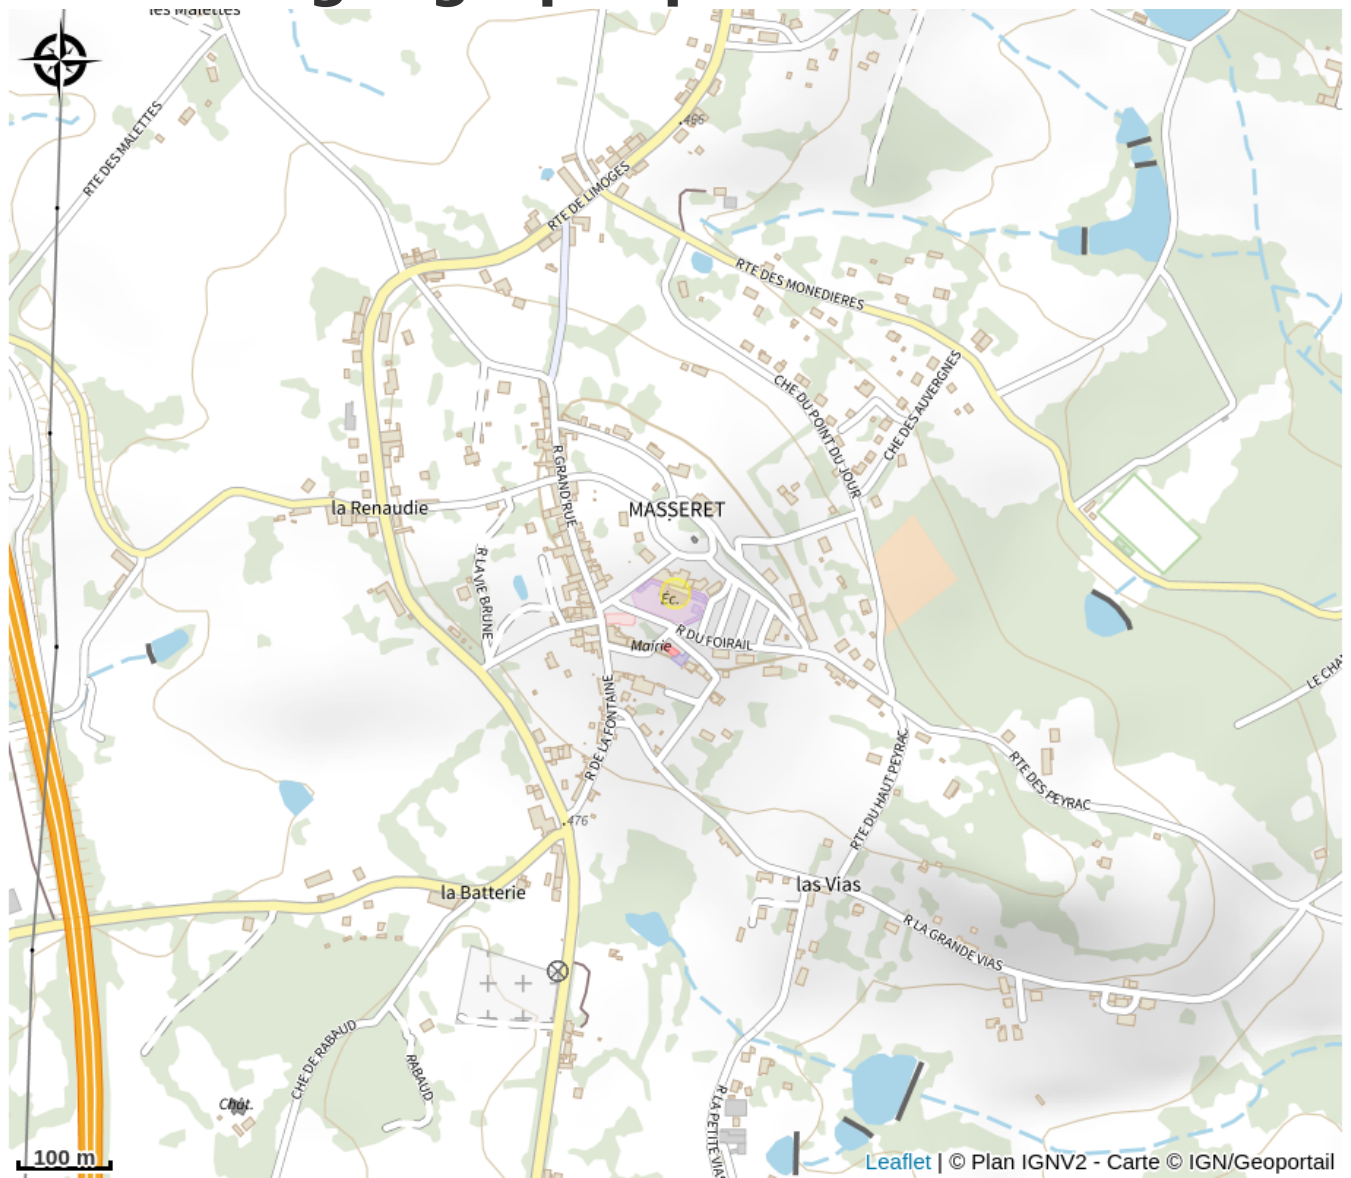 les Malettes
RTE DES MALETTES
465
RTE DE LIMOGES
RTE DES MONEDIERES
CHE DU POINT DU JOUR
CHE DES AUVERGNES
R GRAND'RUE
la Renaudie
MASSERET
R LA VIE BRUNE
Éc.
R DU FOIRAIL
Mairie
LE CHA
R DE LA FONTAINE
RTE DU HAUT PEYRAC
RTE DES PEYRAC
476
la Batterie
las Vias
R LA GRANDE VIAS
CHE DE RABAUD
RABAUD
Chât.
R LA PETITE VIAS
100 m
Leaflet | © Plan IGNV2 - Carte © IGN/Geoportail